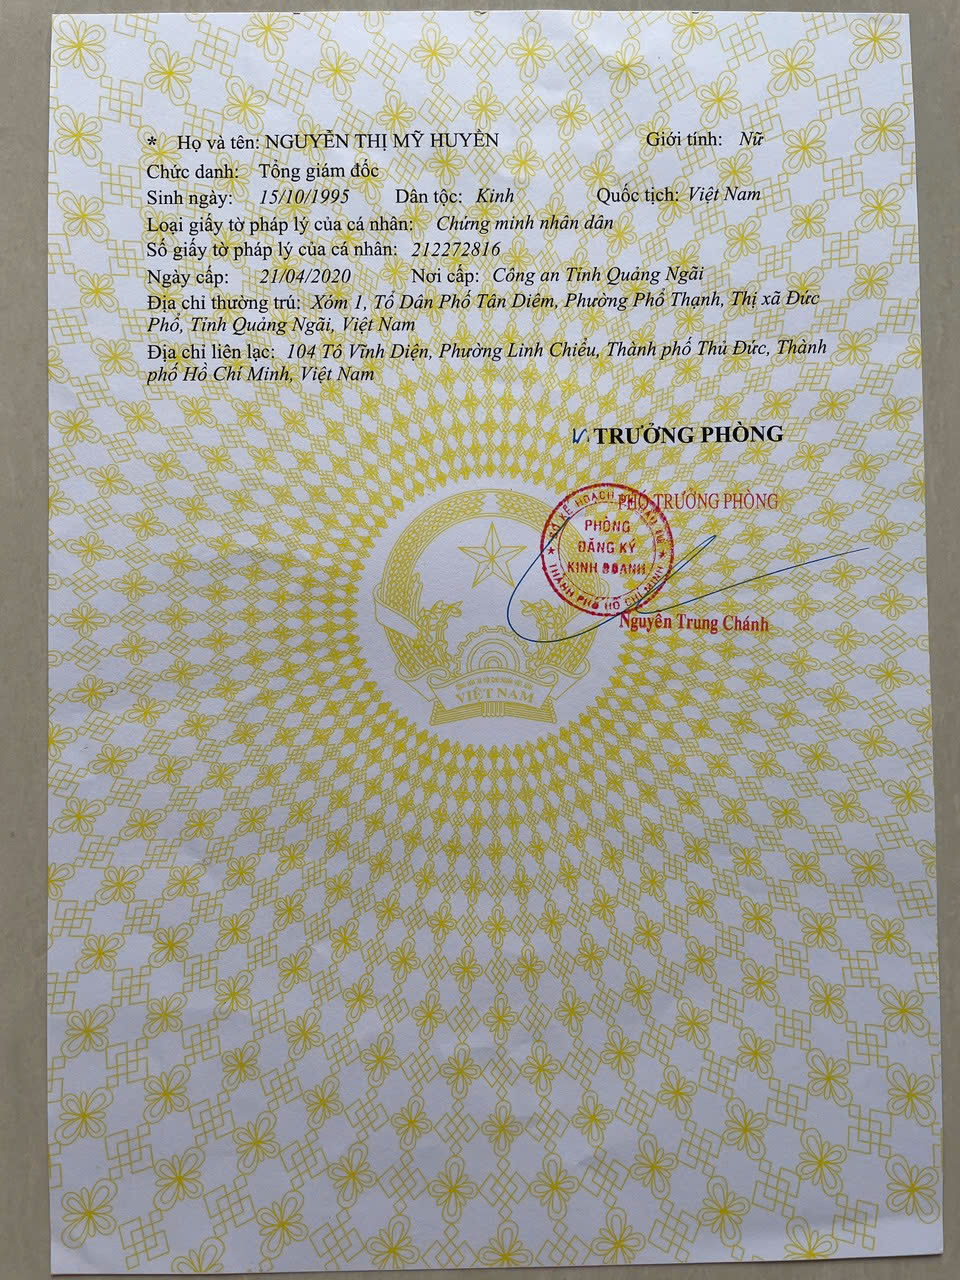 * Họ và tên: NGUYỄN THỊ MỸ HUYỀN Giới tính: Nữ
Chức danh: Tổng giám đốc
Sinh ngày: 15/10/1995 Dân tộc: Kinh Quốc tịch: Việt Nam
Loại giấy tờ pháp lý của cá nhân: Chứng minh nhân dân
Số giấy tờ pháp lý của cá nhân: 212272816
Ngày cấp: 21/04/2020 Nơi cấp: Công an Tỉnh Quảng Ngãi
Địa chỉ thường trú: Xóm 1, Tổ Dân Phố Tân Diêm, Phường Phổ Thạnh, Thị xã Đức
Phổ, Tỉnh Quảng Ngãi, Việt Nam
Địa chỉ liên lạc: 104 Tô Vĩnh Diện, Phường Linh Chiểu, Thành phố Thủ Đức, Thành
phố Hồ Chí Minh, Việt Nam
TRƯỞNG PHÒNG
PHÓ TRƯỞNG PHÒNG
SỞ KẾ HOẠCH VÀ ĐẦU TƯ
PHÒNG
ĐĂNG KÝ
KINH DOANH
THÀNH PHỐ HỒ CHÍ MINH
Nguyễn Trung Chánh
VIỆT NAM